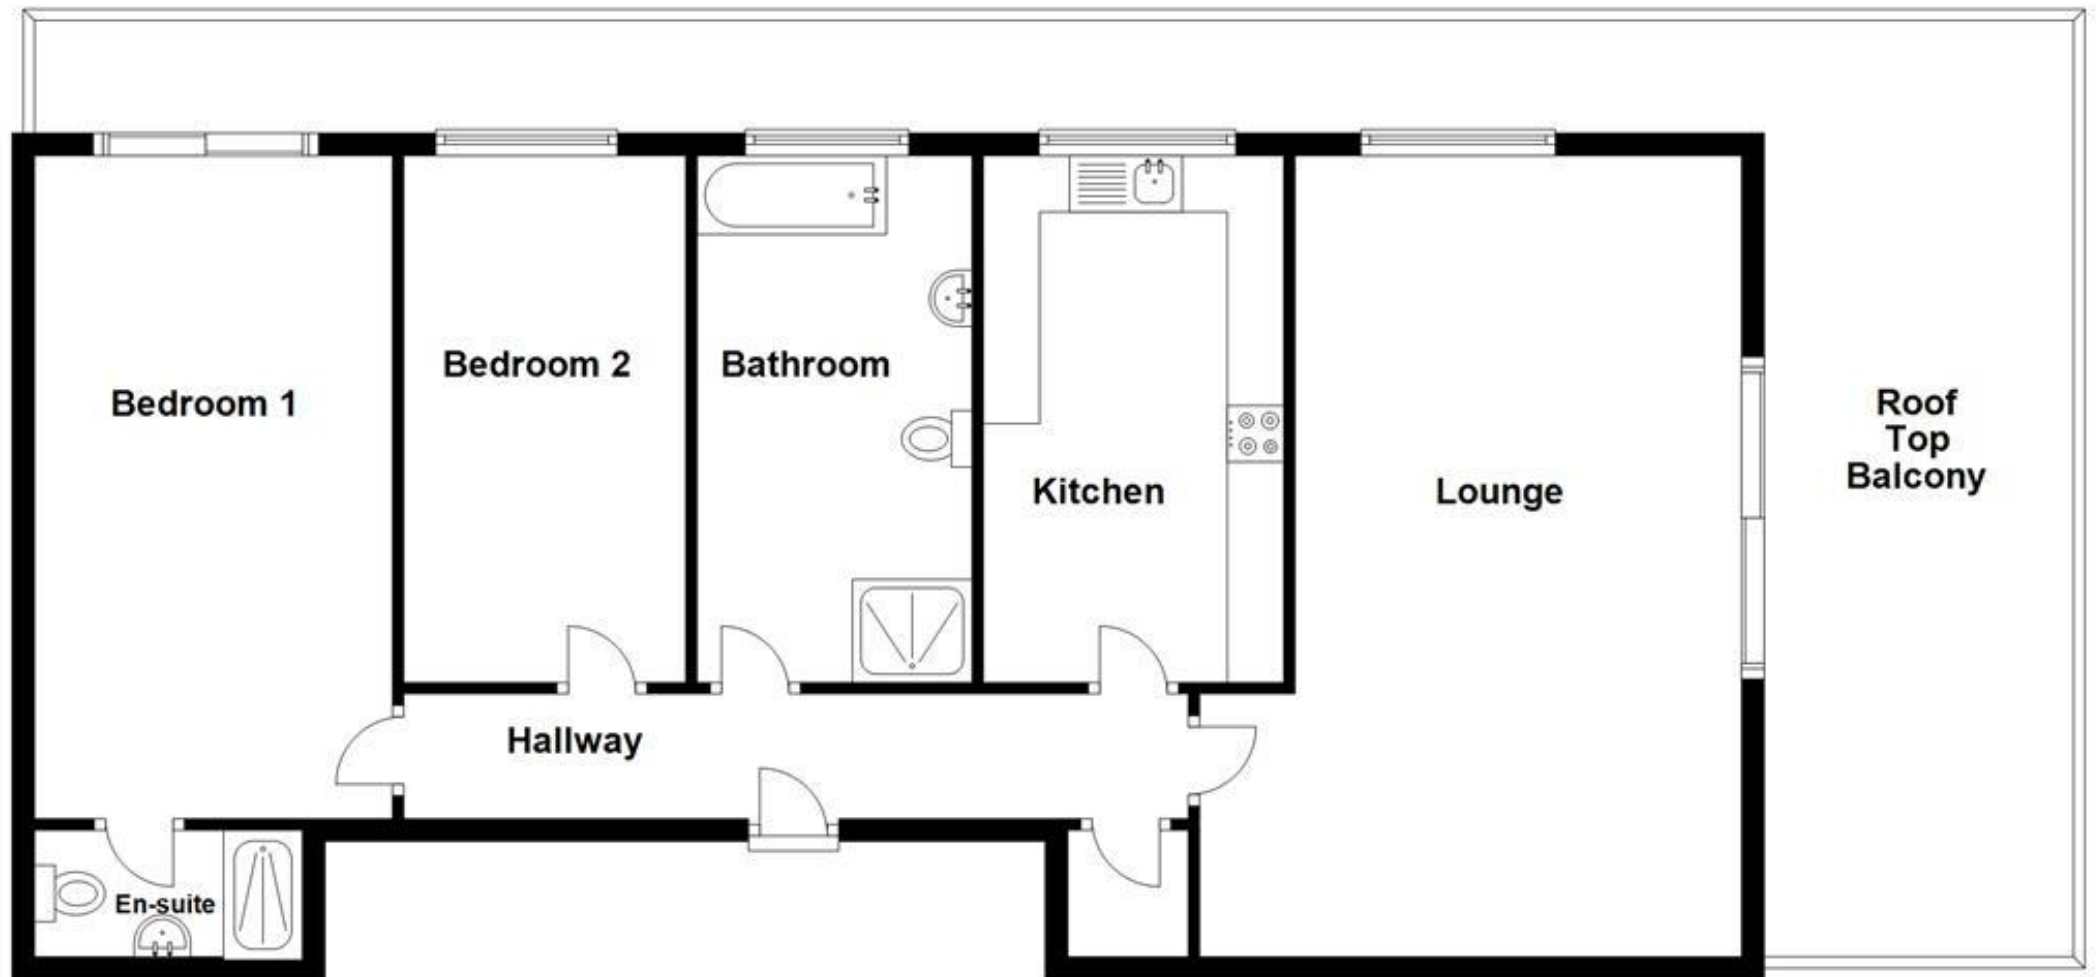 Bedroom 1
Bedroom 2
Bathroom
Kitchen
Lounge
Roof
Top
Balcony
Hallway
En-suite